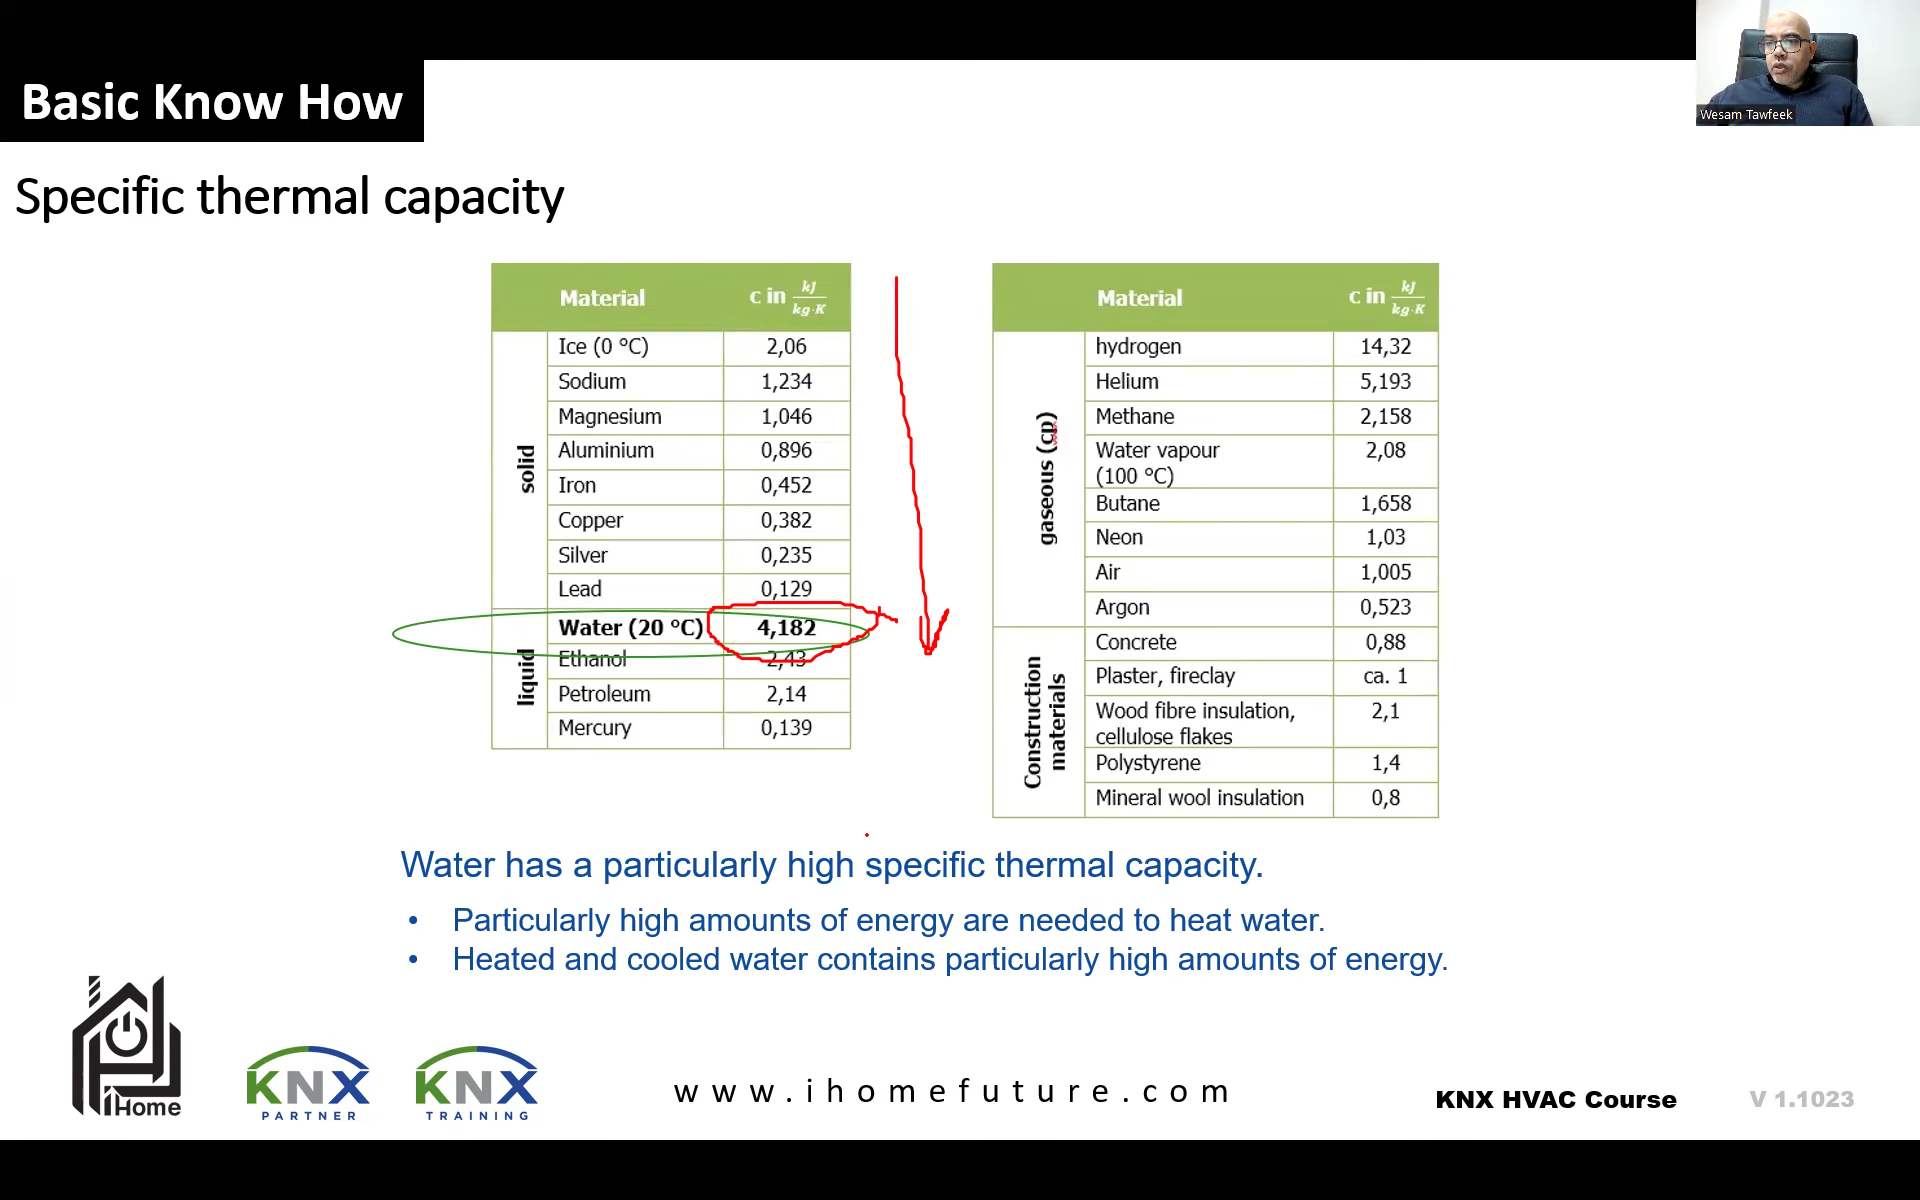 Basic Know How
Wesam Tawfeek
Specific thermal capacity
Material c in kJ/kg·K
solid
Ice (0 °C) 2,06
Sodium 1,234
Magnesium 1,046
Aluminium 0,896
Iron 0,452
Copper 0,382
Silver 0,235
Lead 0,129
liquid
Water (20 °C) 4,182
Ethanol 2,43
Petroleum 2,14
Mercury 0,139
Material c in kJ/kg·K
gaseous (cp)
hydrogen 14,32
Helium 5,193
Methane 2,158
Water vapour 2,08
(100 °C)
Butane 1,658
Neon 1,03
Air 1,005
Argon 0,523
Construction
materials
Concrete 0,88
Plaster, fireclay ca. 1
Wood fibre insulation, 2,1
cellulose flakes
Polystyrene 1,4
Mineral wool insulation 0,8
Water has a particularly high specific thermal capacity.
• Particularly high amounts of energy are needed to heat water.
• Heated and cooled water contains particularly high amounts of energy.
iHome
KNX
PARTNER
KNX
TRAINING
www.ihomefuture.com
KNX HVAC Course
V 1.1023